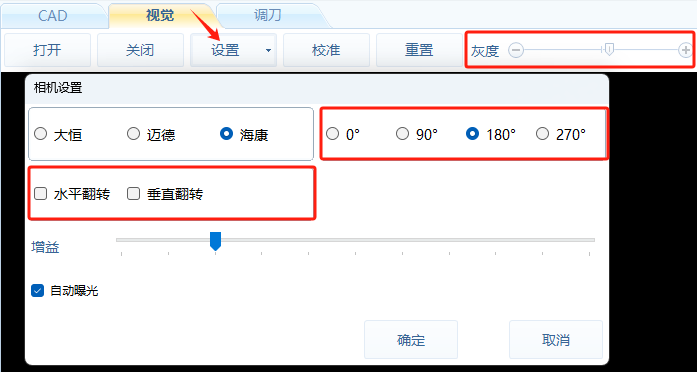 CAD 视觉 调刀
打开 关闭 设置 校准 重置 灰度
相机设置
大恒 迈德 海康 0° 90° 180° 270°
水平翻转 垂直翻转
增益
自动曝光
确定 取消